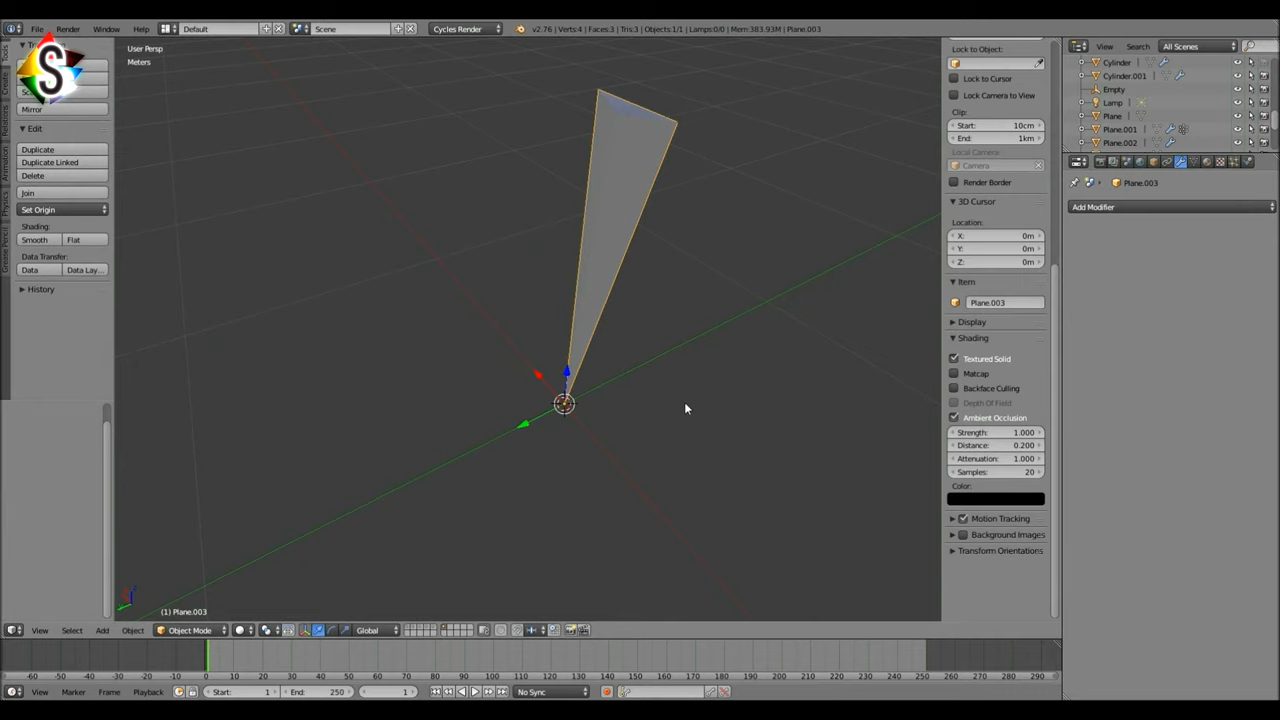 File Render Window Help
Default
Scene
Cycles Render
v2.76 | Verts:4 | Faces:3 | Tris:3 | Objects:1/1 | Lamps:0/0 | Mem:383.93M | Plane.003
S
Tools
Create
Relations
Animation
Physics
Grease Pencil
Mirror
Edit
Duplicate
Duplicate Linked
Delete
Join
Set Origin
Shading:
Smooth Flat
Data Transfer:
Data Data Lay...
History
User Persp
Meters
(1) Plane.003
Lock to Object:
Lock to Cursor
Lock Camera to View
Clip:
Start: 10cm
End: 1km
Local Camera:
Camera
Render Border
3D Cursor
Location:
X: 0m
Y: 0m
Z: 0m
Item
Plane.003
Display
Shading
Textured Solid
Matcap
Backface Culling
Depth Of Field
Ambient Occlusion
Strength: 1.000
Distance: 0.200
Attenuation: 1.000
Samples: 20
Color:
Motion Tracking
Background Images
Transform Orientations
View Search All Scenes
Cylinder
Cylinder.001
Empty
Lamp
Plane
Plane.001
Plane.002
Plane.003
Add Modifier
View Select Add Object Object Mode Global
-60 -50 -40 -30 -20 -10 0 10 20 30 40 50 60 70 80 90 100 110 120 130 140 150 160 170 180 190 200 210 220 230 240 250 260 270 280 290
View Marker Frame Playback Start: 1 End: 250 1 No Sync